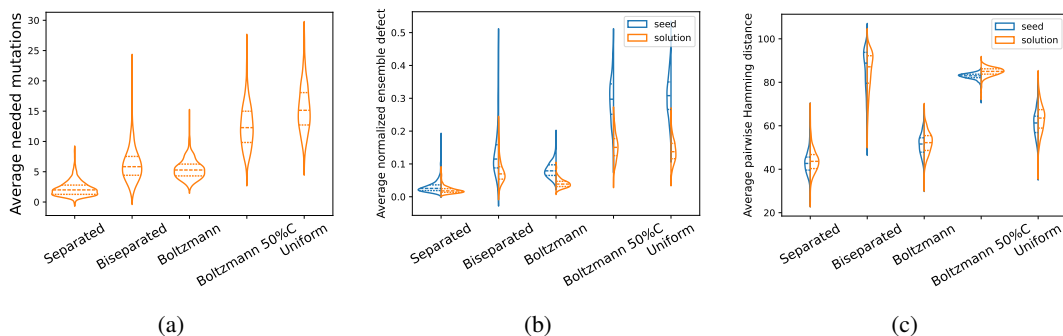 Average needed mutations
30
25
20
15
10
5
0
Separated
Biseparated
Boltzmann
Boltzmann 50%C
Uniform
(a)
Average normalized ensemble defect
0.5
0.4
0.3
0.2
0.1
0.0
seed
solution
Separated
Biseparated
Boltzmann
Boltzmann 50%C
Uniform
(b)
Average pairwise Hamming distance
100
80
60
40
20
seed
solution
Separated
Biseparated
Boltzmann
Boltzmann 50%C
Uniform
(c)